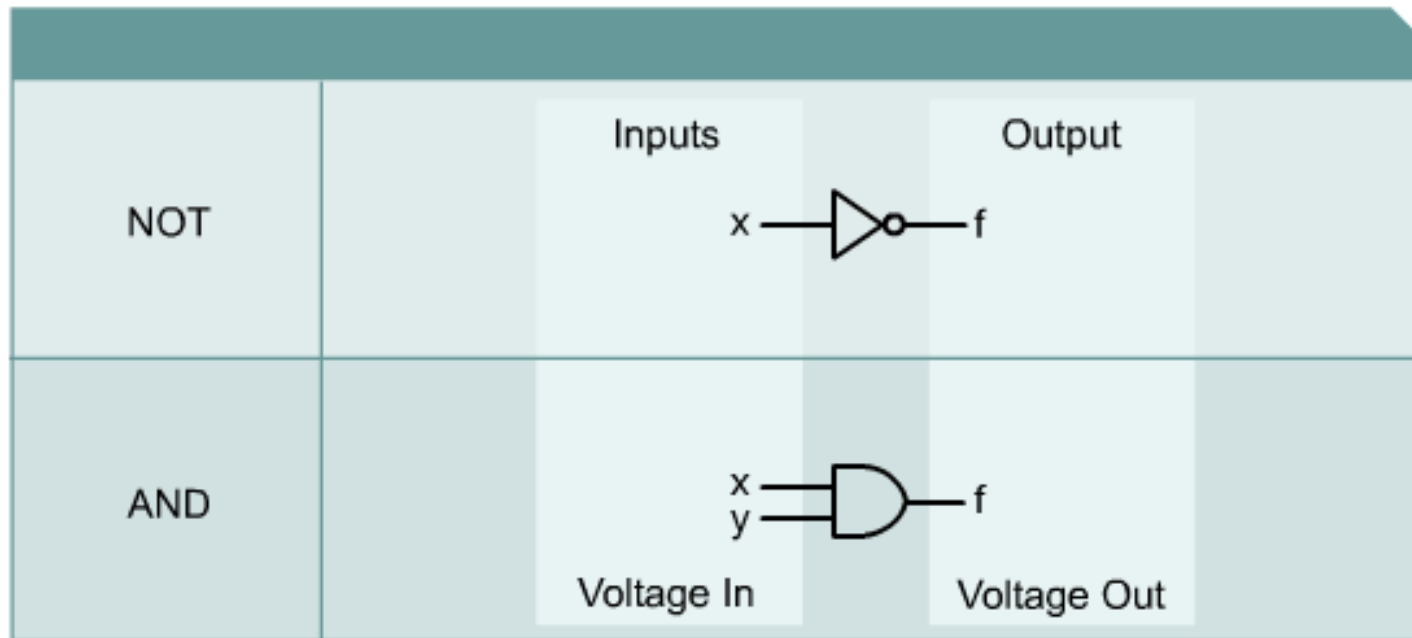 Inputs Output
NOT x f
AND x f
y
Voltage In Voltage Out